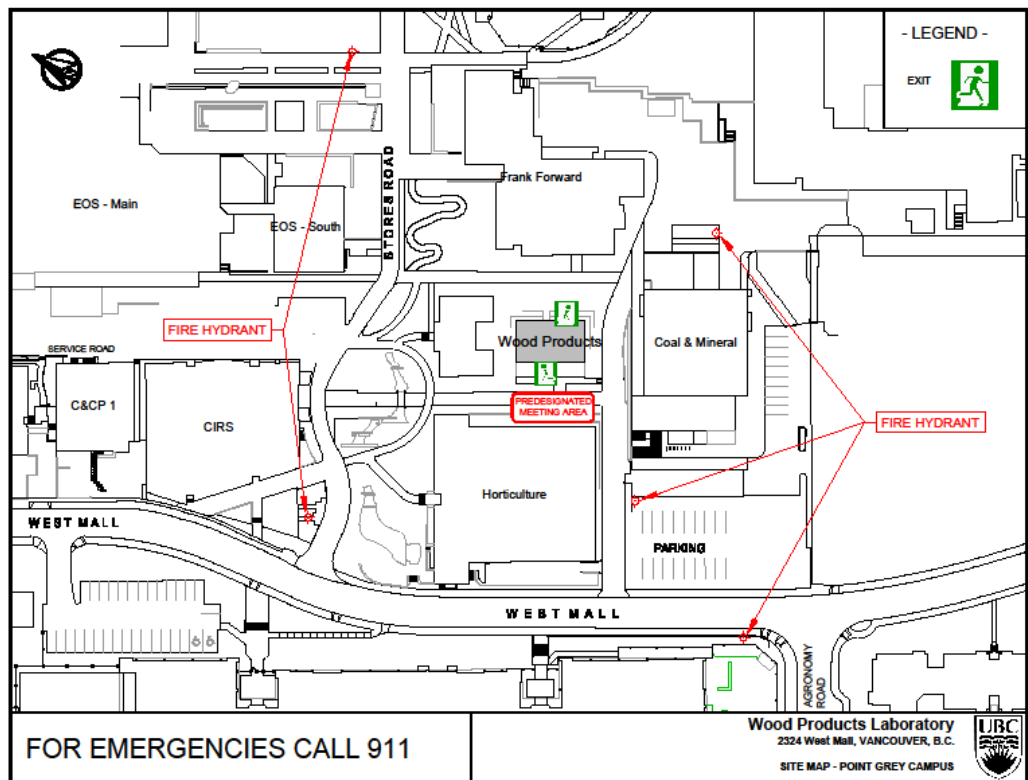 - LEGEND -
EXIT
EOS - Main
EOS - South
STORES ROAD
Frank Forward
FIRE HYDRANT
Wood Products
Coal & Mineral
SERVICE ROAD
C&CP 1
CIRS
PREDESIGNATED
MEETING AREA
FIRE HYDRANT
Horticulture
WEST MALL
PARKING
WEST MALL
AGRONOMY
ROAD
FOR EMERGENCIES CALL 911
Wood Products Laboratory
2324 West Mall, VANCOUVER, B.C.
SITE MAP - POINT GREY CAMPUS
UBC